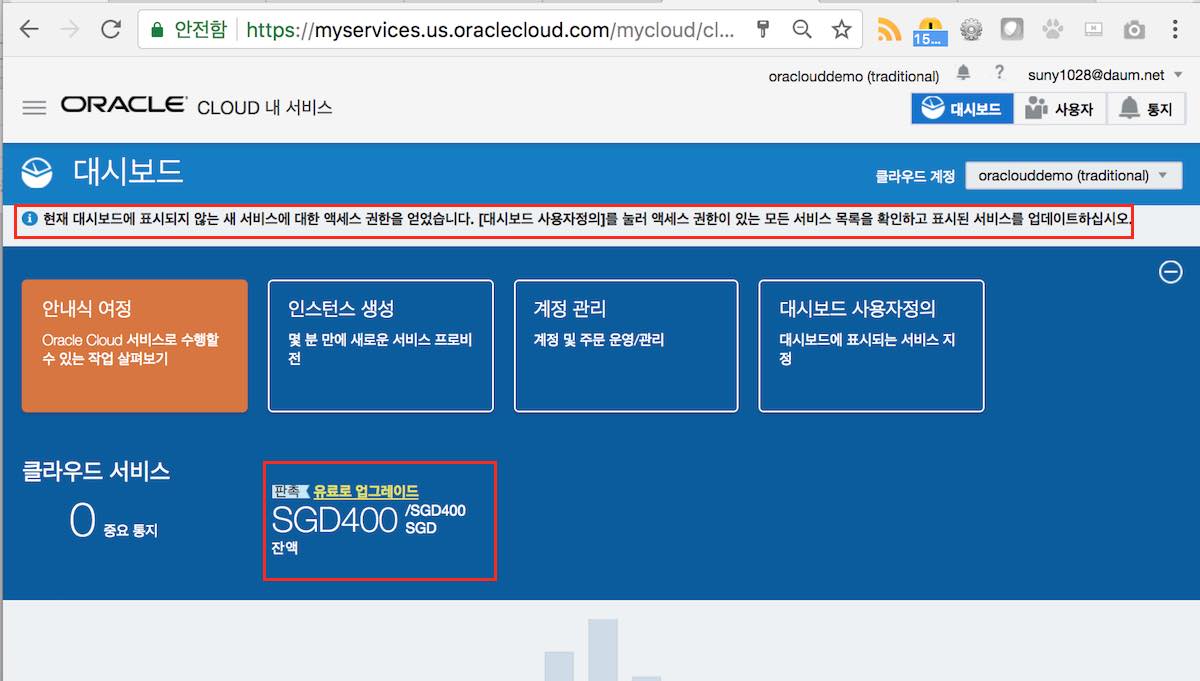 안전함 https://myservices.us.oraclecloud.com/mycloud/cl...
15...
oraclouddemo (traditional) ? suny1028@daum.net
ORACLE CLOUD 내 서비스
대시보드 사용자 통지
대시보드
클라우드 계정 oraclouddemo (traditional)
현재 대시보드에 표시되지 않는 새 서비스에 대한 액세스 권한을 얻었습니다. [대시보드 사용자정의]를 눌러 액세스 권한이 있는 모든 서비스 목록을 확인하고 표시된 서비스를 업데이트하십시오.
안내식 여정
Oracle Cloud 서비스로 수행할
수 있는 작업 살펴보기
인스턴스 생성
몇 분 만에 새로운 서비스 프로비
전
계정 관리
계정 및 주문 운영/관리
대시보드 사용자정의
대시보드에 표시되는 서비스 지
정
클라우드 서비스
0 중요 통지
판촉 유료로 업그레이드
SGD400 /SGD400
SGD
잔액